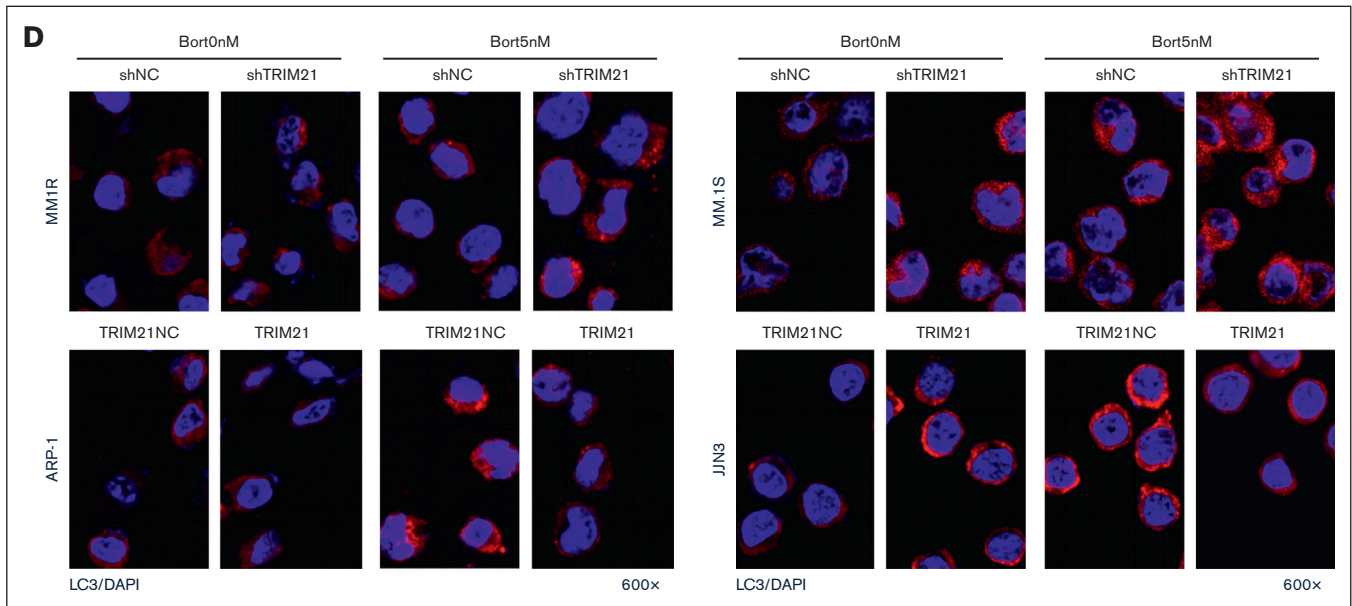 D
Bort0nM Bort5nM Bort0nM Bort5nM
shNC shTRIM21 shNC shTRIM21 shNC shTRIM21 shNC shTRIM21
MM1R MM.1S
TRIM21NC TRIM21 TRIM21NC TRIM21 TRIM21NC TRIM21 TRIM21NC TRIM21
ARP-1 JJN3
LC3/DAPI 600× LC3/DAPI 600×